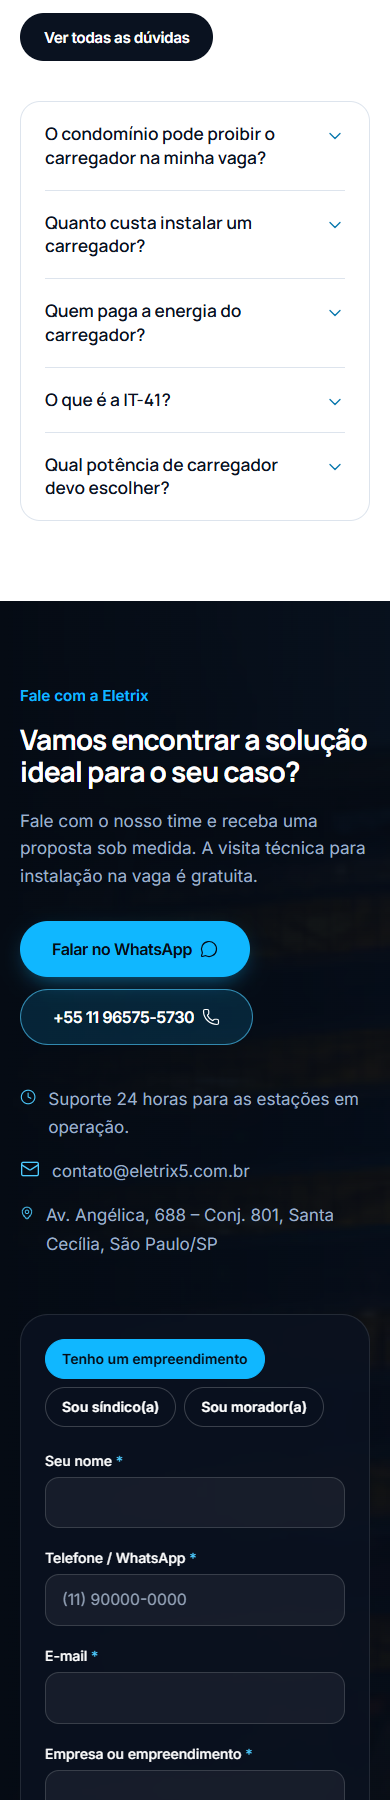 Ver todas as dúvidas
O condomínio pode proibir o
carregador na minha vaga?
Quanto custa instalar um
carregador?
Quem paga a energia do
carregador?
O que é a IT-41?
Qual potência de carregador
devo escolher?
Fale com a Eletrix
Vamos encontrar a solução
ideal para o seu caso?
Fale com o nosso time e receba uma
proposta sob medida. A visita técnica para
instalação na vaga é gratuita.
Falar no WhatsApp
+55 11 96575-5730
Suporte 24 horas para as estações em
operação.
contato@eletrix5.com.br
Av. Angélica, 688 – Conj. 801, Santa
Cecília, São Paulo/SP
Tenho um empreendimento
Sou síndico(a) Sou morador(a)
Seu nome *
Telefone / WhatsApp *
(11) 90000-0000
E-mail *
Empresa ou empreendimento *